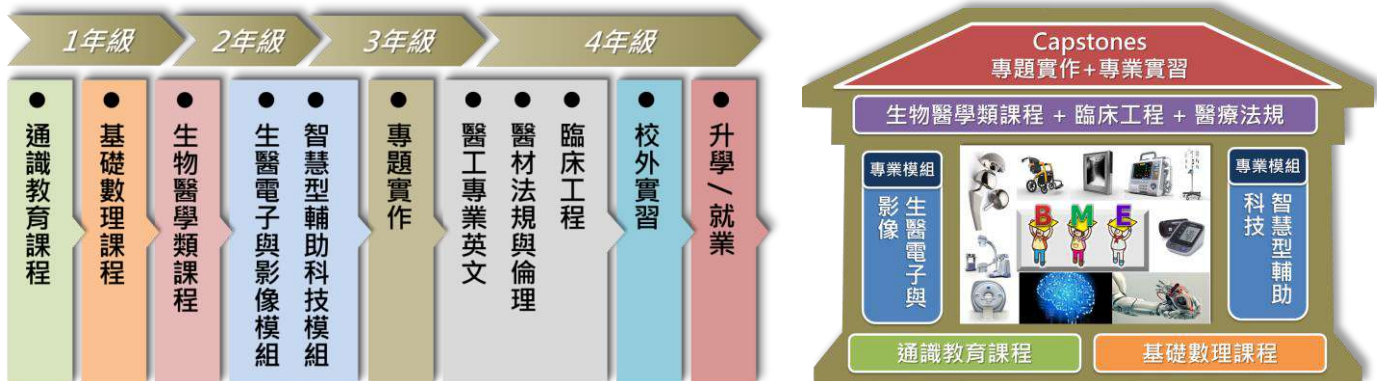 1年級
2年級
3年級
4年級
● 通識教育課程
● 基礎數理課程
● 生物醫學類課程
● 生醫電子與影像模組
● 智慧型輔助科技模組
● 專題實作
● 醫工專業英文
● 醫材法規與倫理
● 臨床工程
● 校外實習
● 升學/就業
Capstones
專題實作+專業實習
生物醫學類課程 + 臨床工程 + 醫療法規
專業模組
生醫電子與
影像
B M E
專業模組
智慧型輔助
科技
通識教育課程
基礎數理課程